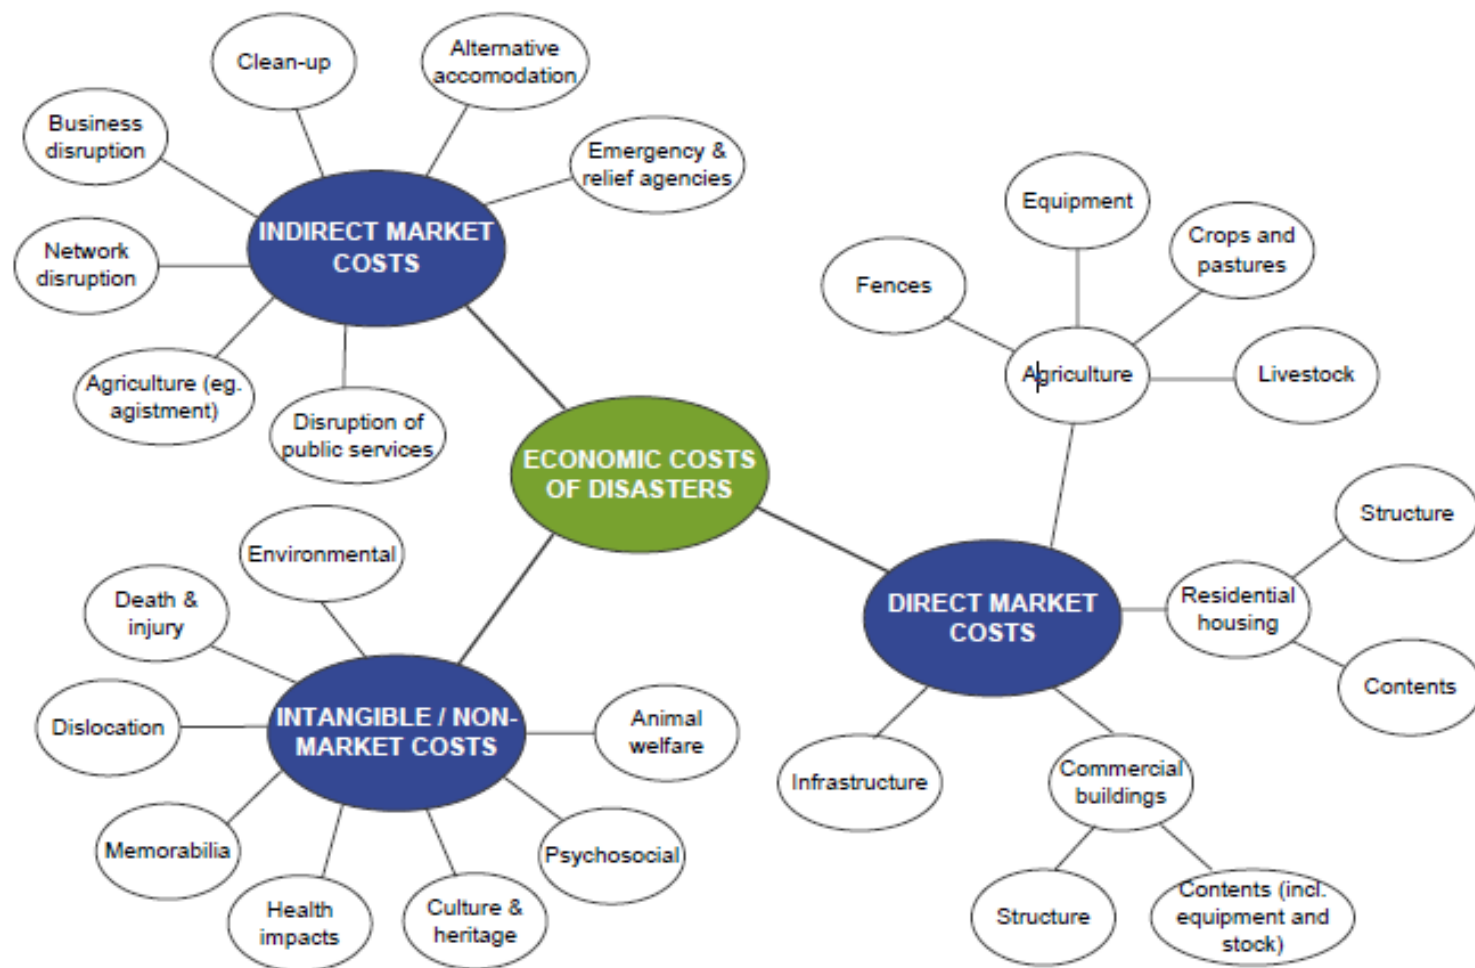 Clean-up
Alternative
accomodation
Business
disruption
Emergency &
relief agencies
INDIRECT MARKET
COSTS
Network
disruption
Agriculture (eg.
agistment)
Disruption of
public services
Equipment
Crops and
pastures
Fences
Agriculture
Livestock
ECONOMIC COSTS
OF DISASTERS
Structure
Residential
housing
Contents
DIRECT MARKET
COSTS
Infrastructure
Commercial
buildings
Structure
Contents (incl.
equipment and
stock)
Environmental
Death &
injury
Dislocation
INTANGIBLE / NON-
MARKET COSTS
Animal
welfare
Memorabilia
Psychosocial
Health
impacts
Culture &
heritage